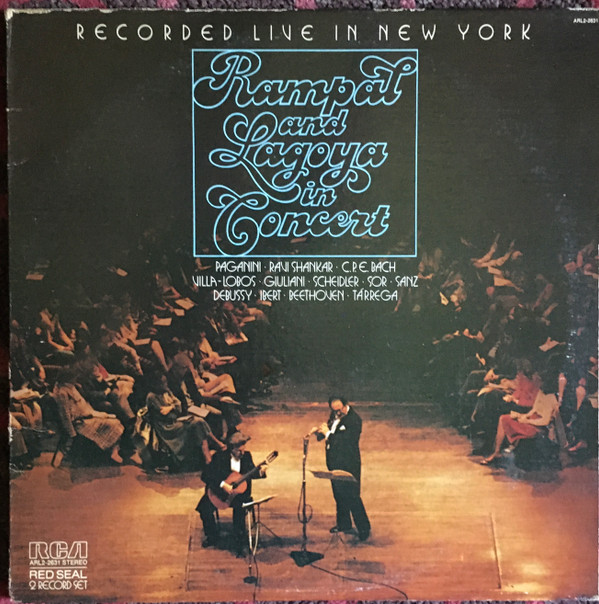 RECORDED LIVE IN NEW YORK
ARL2-2631
Rampal
and
Lagoya
in
Concert
PAGANINI · RAVI SHANKAR · C.P.E. BACH
VILLA-LOBOS · GIULIANI · SCHEIDLER · SOR · SANZ
DEBUSSY · IBERT · BEETHOVEN · TÁRREGA
RCA
ARL2-2631 STEREO
RED SEAL
2 RECORD SET